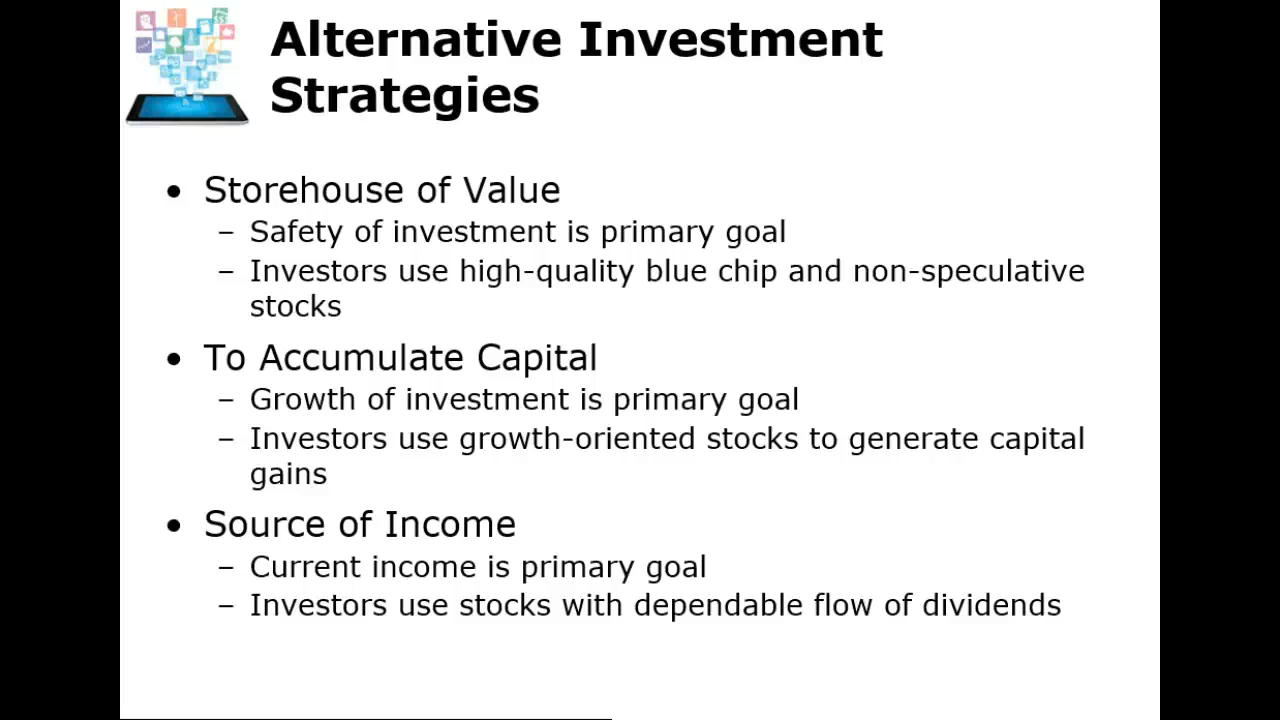 Alternative Investment
Strategies
• Storehouse of Value
– Safety of investment is primary goal
– Investors use high-quality blue chip and non-speculative
stocks
• To Accumulate Capital
– Growth of investment is primary goal
– Investors use growth-oriented stocks to generate capital
gains
• Source of Income
– Current income is primary goal
– Investors use stocks with dependable flow of dividends